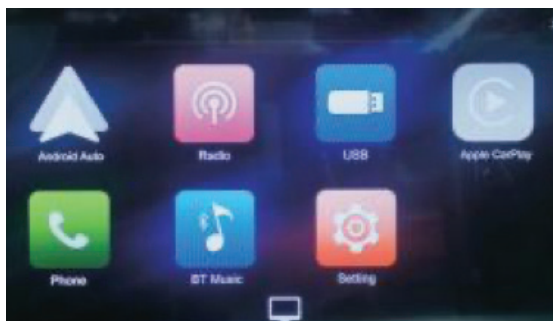 Android Auto
Radio
USB
Apple CarPlay
Phone
BT Music
Setting